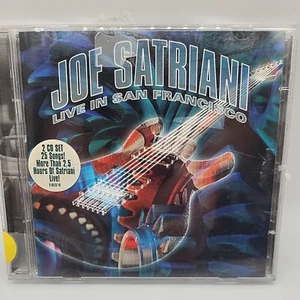 JOE SATRIANI
LIVE IN SAN FRANCISCO
2 CD SET
25 Songs!
More Than 2.5
Hours Of Satriani
Live!